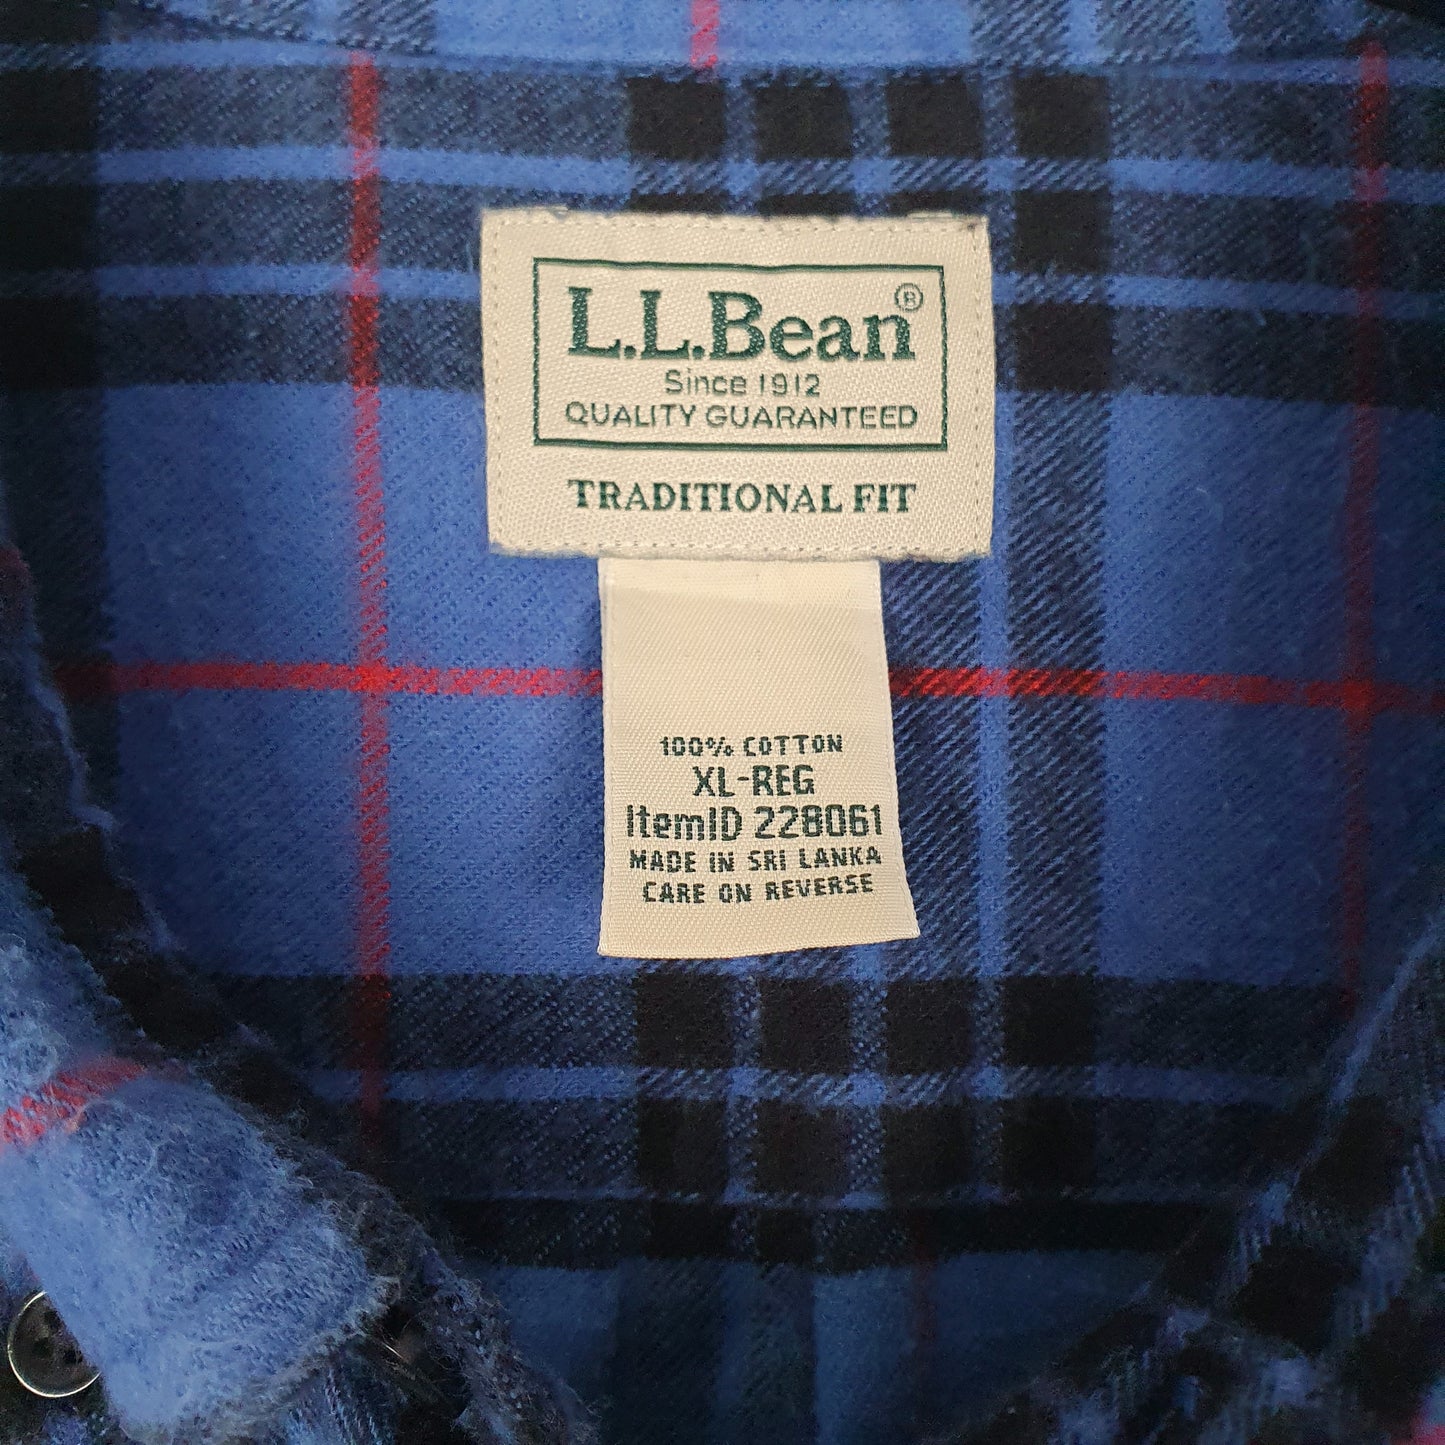 L.L.Bean®
Since 1912
QUALITY GUARANTEED
TRADITIONAL FIT
100% COTTON
XL-REG
ItemID 228061
MADE IN SRI LANKA
CARE ON REVERSE